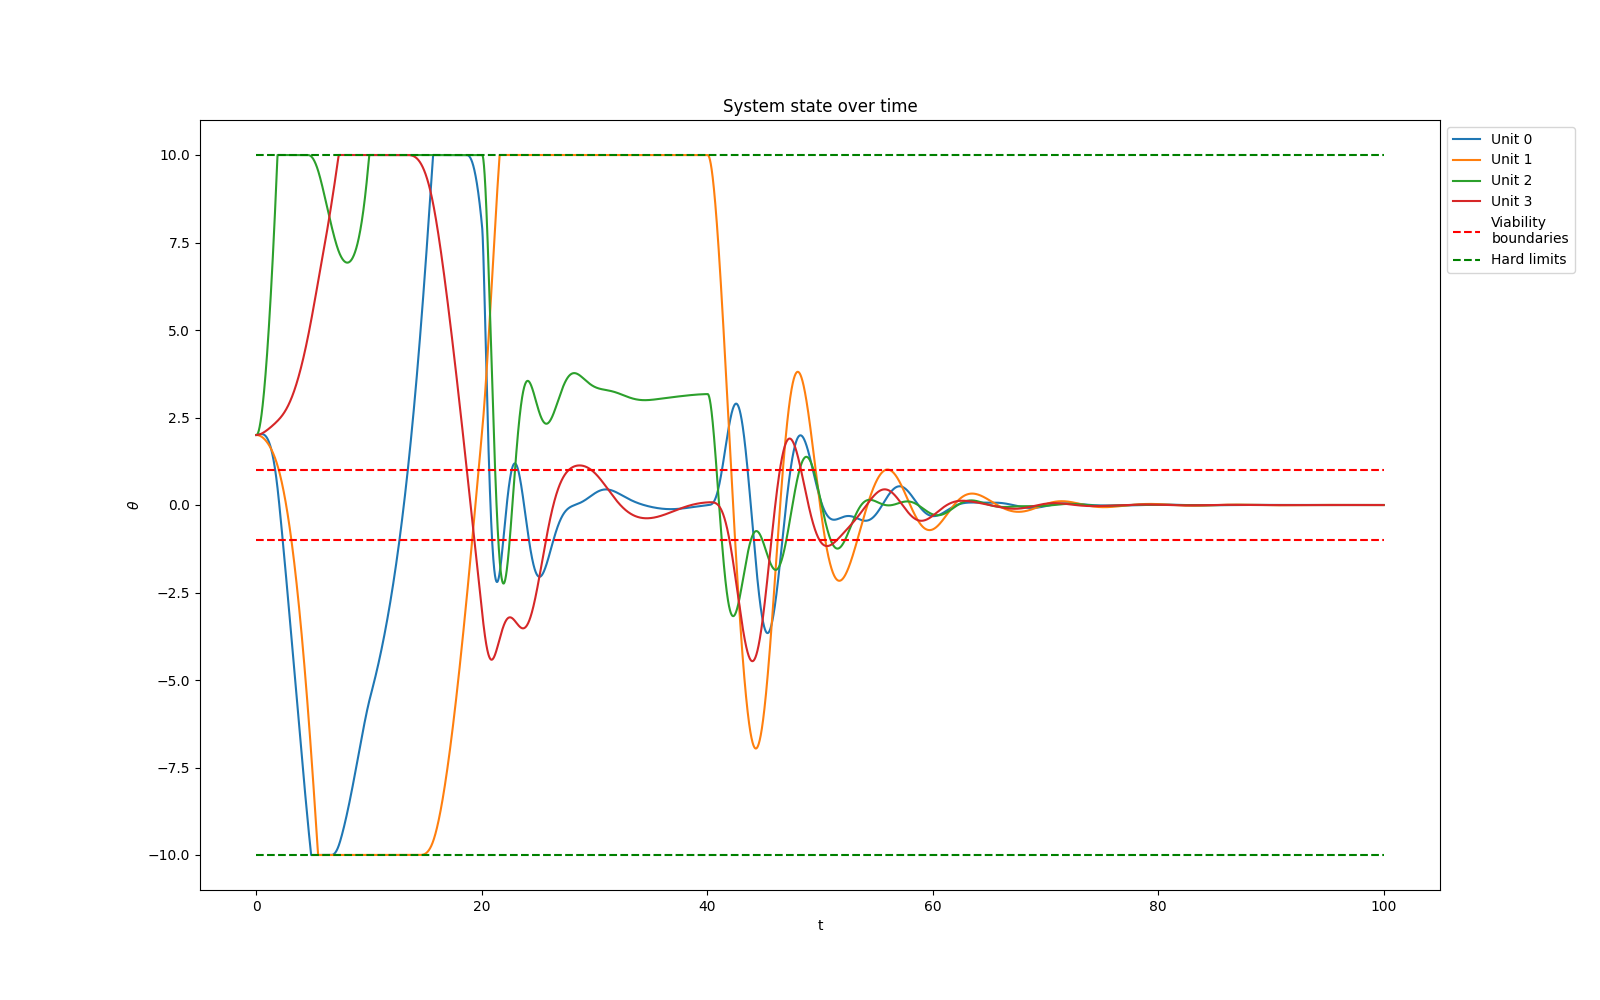 System state over time
10.0
7.5
5.0
2.5
0.0
−2.5
−5.0
−7.5
−10.0
θ
0
20
40
60
80
100
t
Unit 0
Unit 1
Unit 2
Unit 3
Viability
boundaries
Hard limits